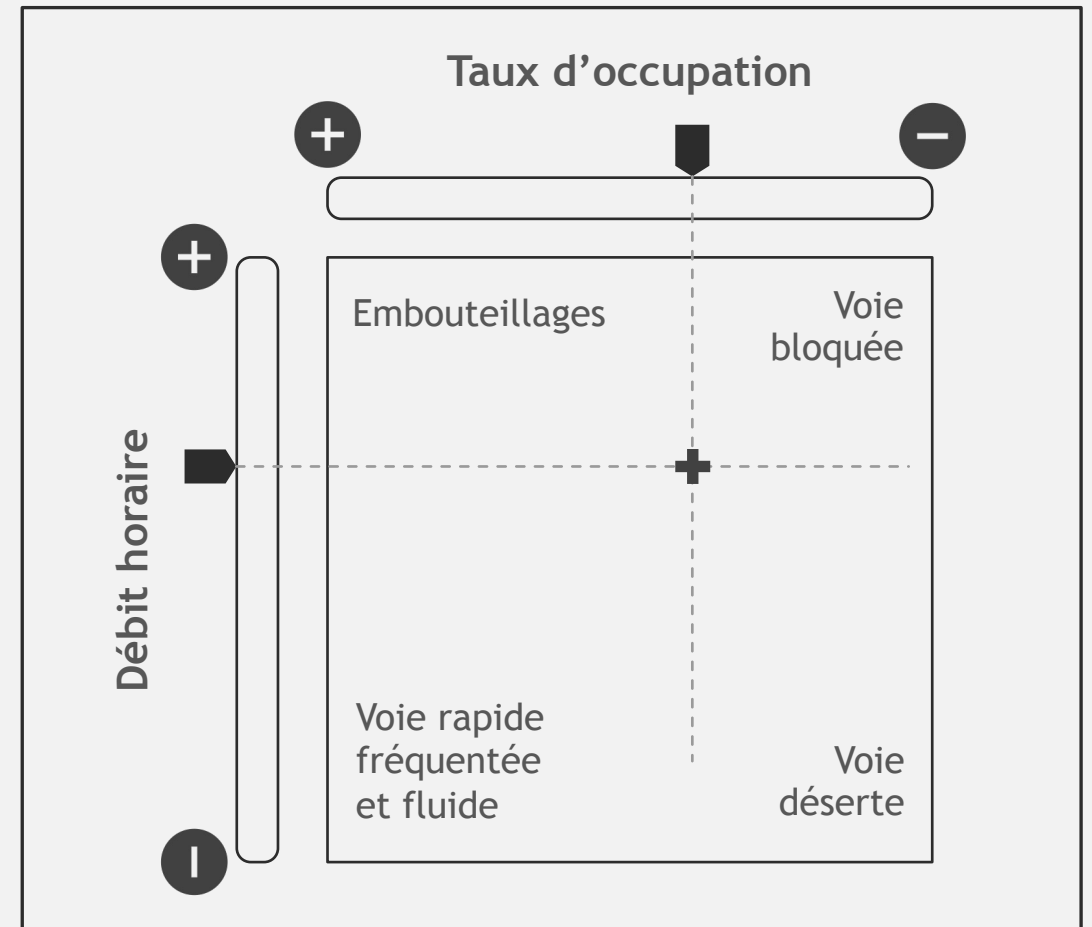 Taux d’occupation
+
−
+
Embouteillages
Voie
bloquée
Débit horaire
Voie rapide
fréquentée
et fluide
Voie
déserte
−